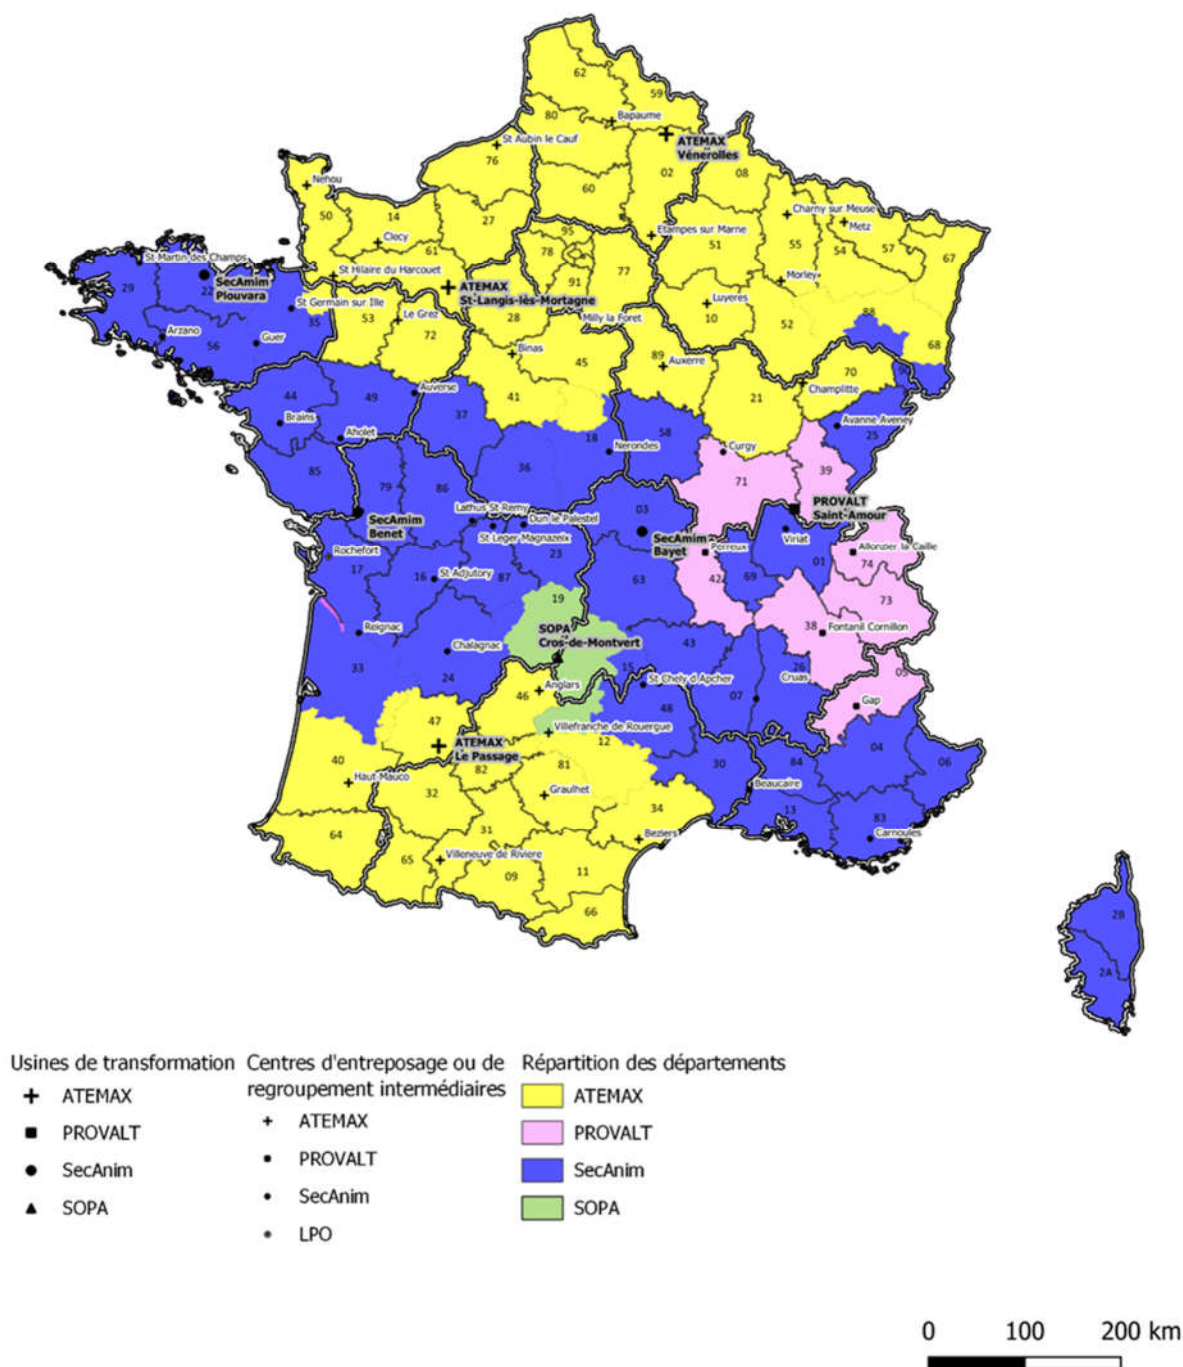 62
59
80
Bapaume
St Aubin le Cauf
ATEMAX
Vénerolles
76
02
08
Nehou
60
Charny sur Meuse
Metz
50
14
27
95
Etampes sur Marne
51
55
54
57
67
Clecy
61
78
77
St Martin des Champs
St Hilaire du Harcouet
91
Morley
29
22
SecAmim
Plouvara
ATEMAX
St-Langis-lès-Mortagne
Luyeres
St Germain sur Ille
53
Le Grez
28
Milly la Foret
10
52
88
35
Arzano
56
Guer
72
Binas
45
89
Auxerre
70
68
90
Champlitte
44
49
Auverse
41
21
37
Brains
Aholet
18
58
Avanne Aveney
25
Nerondes
Curgy
85
79
86
36
71
39
Lathus St Remy
Dun le Palestel
St Leger Magnazeix
03
PROVALT
Saint-Amour
SecAmim
Benet
SecAmim
Bayet
Viriat
Perreux
Allonzier la Caille
Rochefort
17
16
St Adjutory
87
23
63
42
69
01
74
19
73
Reignac
SOPA
Cros-de-Montvert
38
Fontanil Cornillon
Chalagnac
43
33
24
15
St Chely d'Apcher
26
Cruas
05
46
Anglars
48
07
Gap
47
Villefranche de Rouergue
12
04
ATEMAX
Le Passage
40
Haut Mauco
82
81
30
84
06
Beaucaire
32
Graulhet
34
13
83
Carnoules
64
31
Beziers
65
Villeneuve de Riviere
09
11
66
2B
2A
Usines de transformation
ATEMAX
PROVALT
SecAnim
SOPA
Centres d'entreposage ou de
regroupement intermédiaires
ATEMAX
PROVALT
SecAnim
LPO
Répartition des départements
ATEMAX
PROVALT
SecAnim
SOPA
0 100 200 km